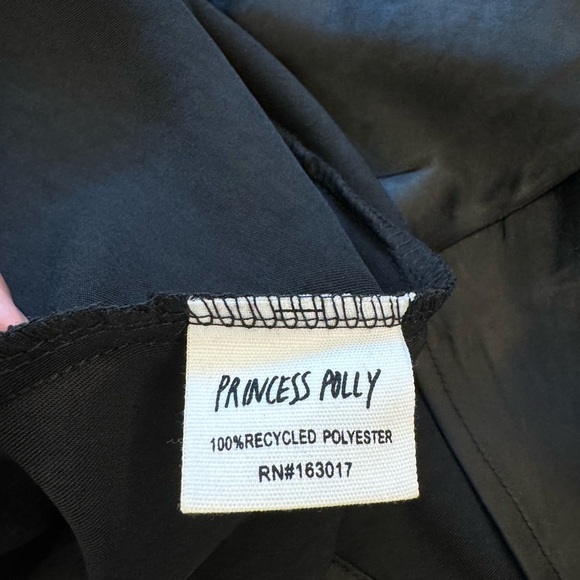 PRINCESS POLLY
100%RECYCLED POLYESTER
RN#163017